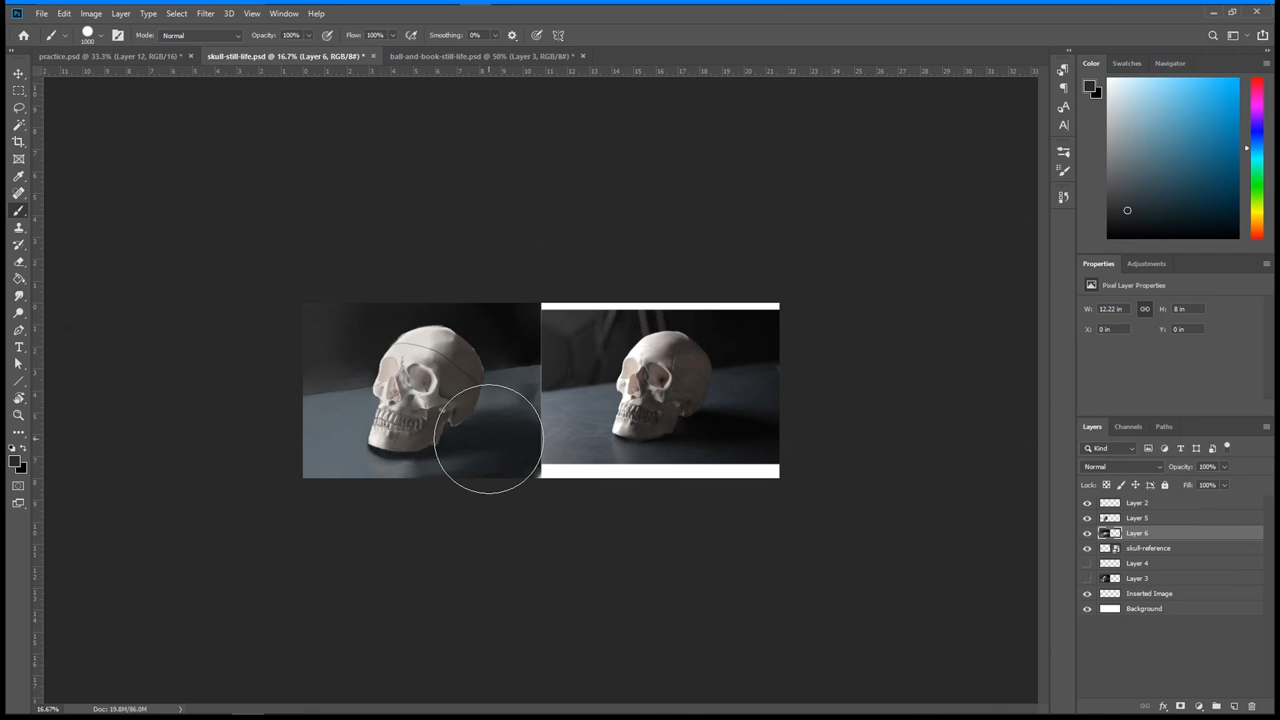 Ps File Edit Image Layer Type Select Filter 3D View Window Help
1000 Mode: Normal Opacity: 100% Flow: 100% Smoothing: 0%
practice.psd @ 33.3% (Layer 12, RGB/16) * × skull-still-life.psd @ 16.7% (Layer 6, RGB/8#) * × ball-and-book-still-life.psd @ 50% (Layer 3, RGB/8#) * ×
Color Swatches Navigator
Properties Adjustments
Pixel Layer Properties
W: 12.22 in H: 8 in
X: 0 in Y: 0 in
Layers Channels Paths
Kind
Normal Opacity: 100%
Lock: Fill: 100%
Layer 2
Layer 5
Layer 6
skull-reference
Layer 4
Layer 3
Inserted Image
Background
16.67% Doc: 19.8M/86.0M